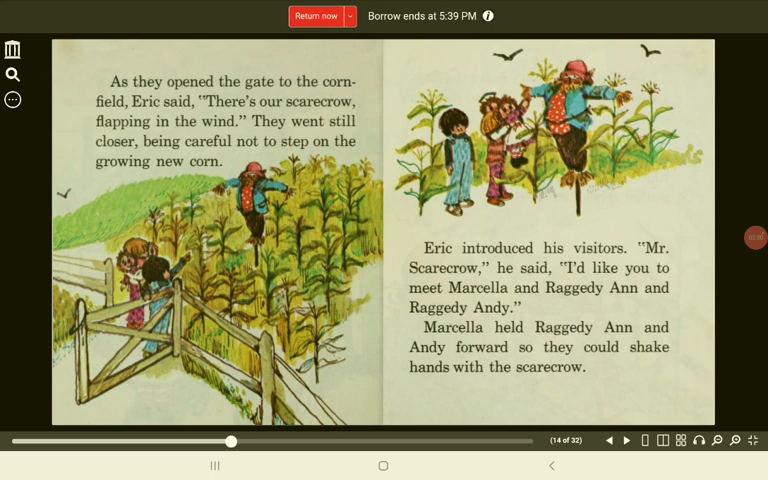 Return now
Borrow ends at 5:39 PM
As they opened the gate to the corn-
field, Eric said, "There's our scarecrow,
flapping in the wind." They went still
closer, being careful not to step on the
growing new corn.
Eric introduced his visitors. "Mr.
Scarecrow," he said, "I'd like you to
meet Marcella and Raggedy Ann and
Raggedy Andy."
Marcella held Raggedy Ann and
Andy forward so they could shake
hands with the scarecrow.
(14 of 32)